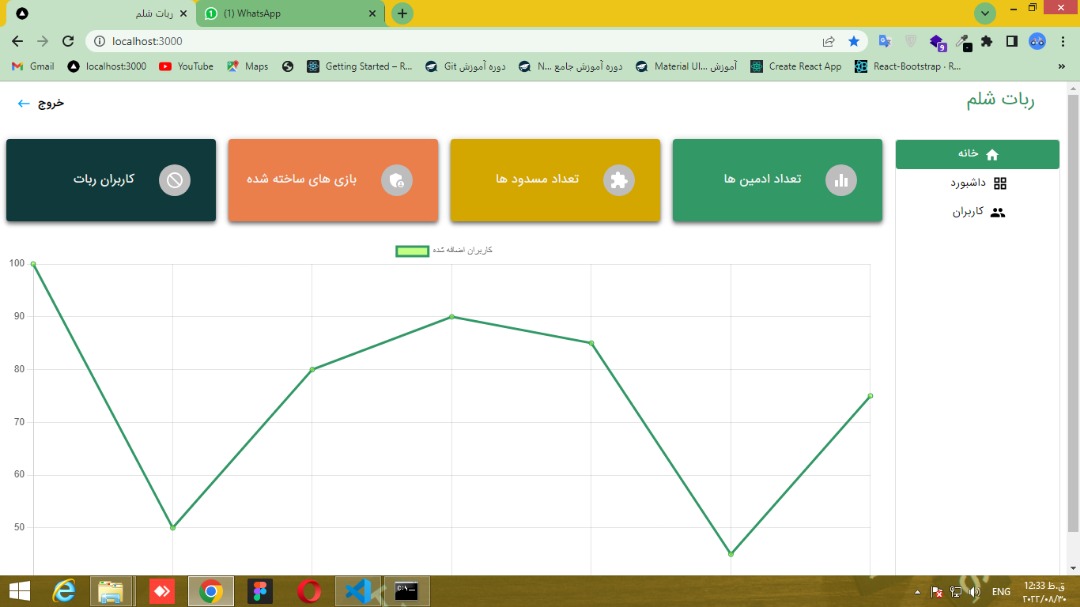 ربات شلم
(1) WhatsApp
localhost:3000
Gmail
localhost:3000
YouTube
Maps
Getting Started – R...
دوره آموزش Git
دوره آموزش جامع N...
آموزش Material UI...
Create React App
React-Bootstrap · R...
»
خروج
ربات شلم
خانه
داشبورد
کاربران
تعداد ادمین ها
تعداد مسدود ها
بازی های ساخته شده
کاربران ربات
کاربران اضافه شده
100
90
80
70
60
50
ENG
12:33 ق.ظ
۲۰۲۲/۰۸/۳۰